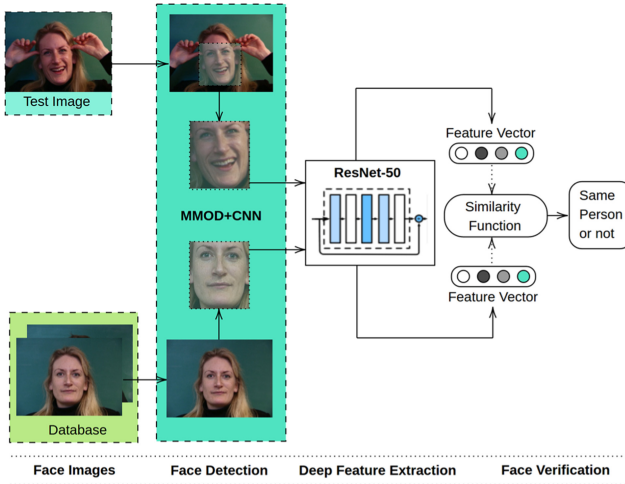 Test Image
MMOD+CNN
Database
ResNet-50
Feature Vector
Similarity
Function
Feature Vector
Same
Person
or not
Face Images
Face Detection
Deep Feature Extraction
Face Verification